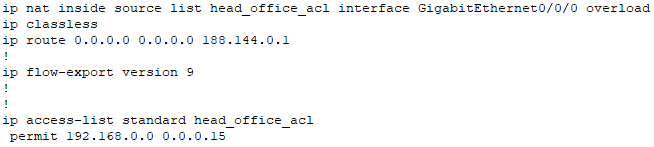 ip nat inside source list head_office_acl interface GigabitEthernet0/0/0 overload
ip classless
ip route 0.0.0.0 0.0.0.0 188.144.0.1
!
ip flow-export version 9
!
!
ip access-list standard head_office_acl
 permit 192.168.0.0 0.0.0.15